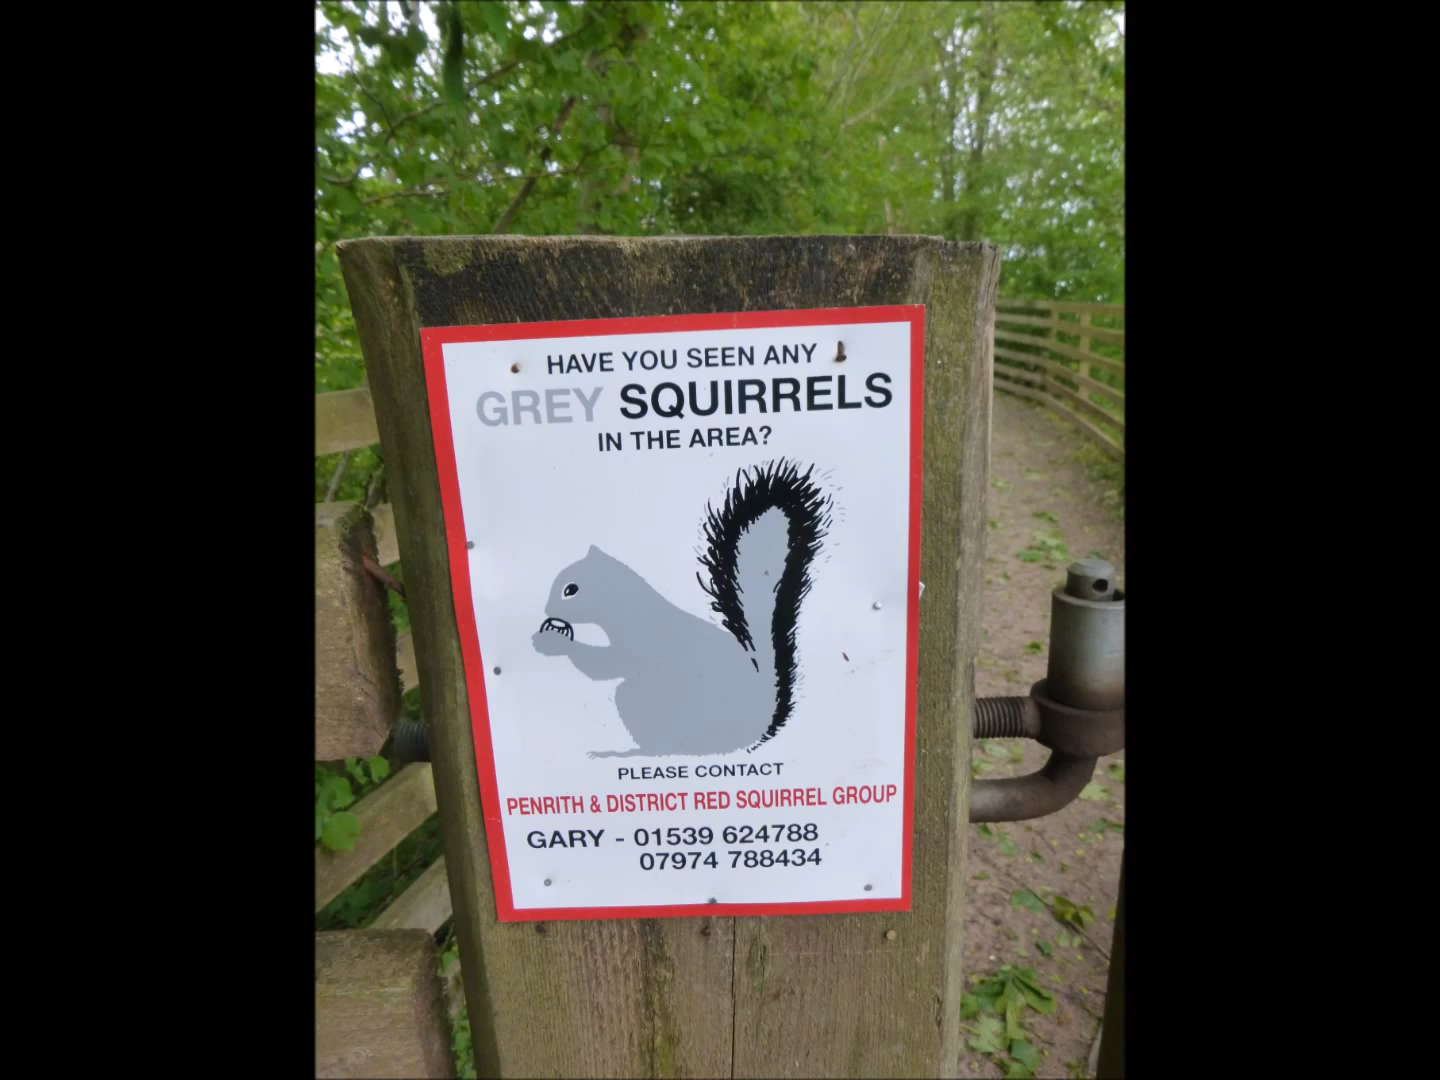 HAVE YOU SEEN ANY
GREY SQUIRRELS
IN THE AREA?
PLEASE CONTACT
PENRITH & DISTRICT RED SQUIRREL GROUP
GARY - 01539 624788
07974 788434